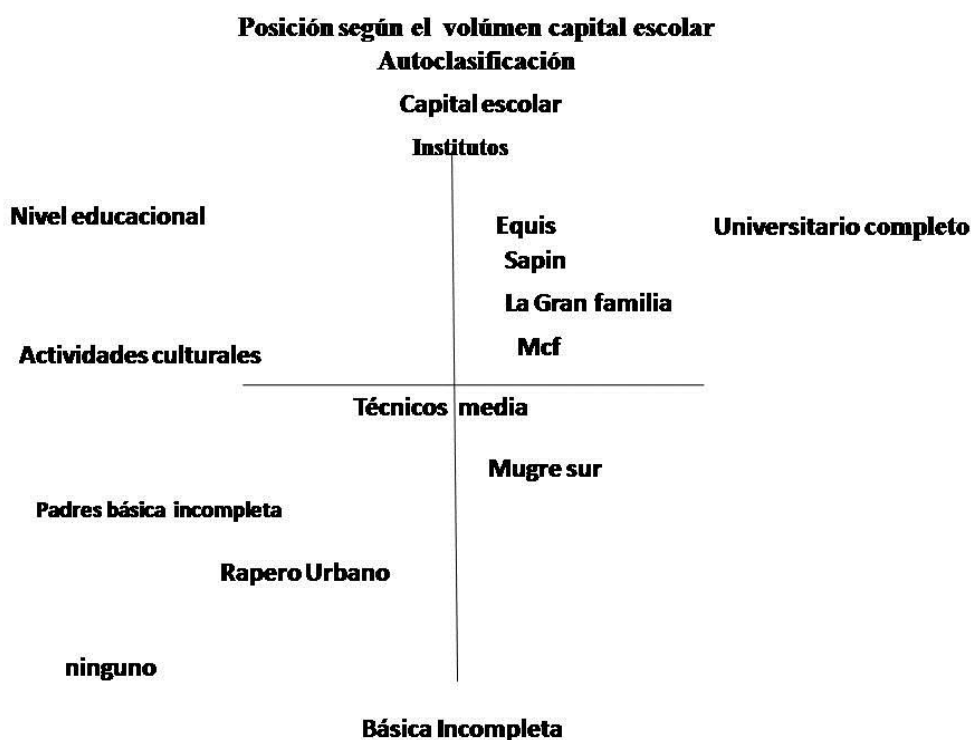 Posición según el volúmen capital escolar
Autoclasificación
Capital escolar
Institutos
Nivel educacional
Equis
Universitario completo
Sapin
La Gran familia
Mcf
Actividades culturales
Técnicos media
Mugre sur
Padres básica incompleta
Rapero Urbano
ninguno
Básica Incompleta